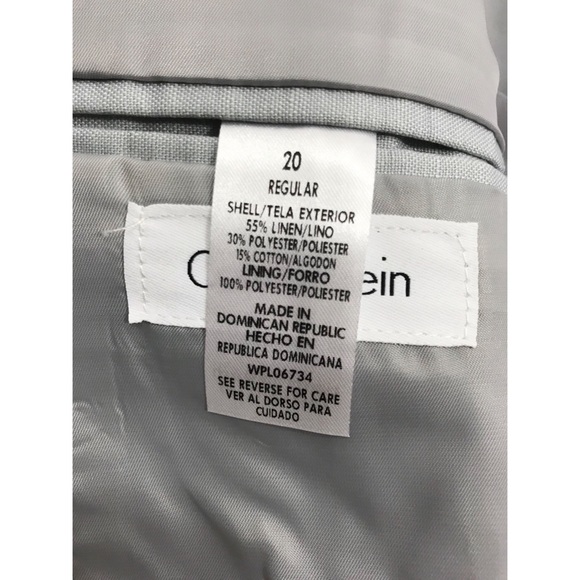 20
REGULAR
SHELL/TELA EXTERIOR
55% LINEN/LINO
30% POLYESTER/POLIESTER
15% COTTON/ALGODON
LINING/FORRO
100% POLYESTER/POLIESTER
MADE IN
DOMINICAN REPUBLIC
HECHO EN
REPUBLICA DOMINICANA
WPL06734
SEE REVERSE FOR CARE
VER AL DORSO PARA
CUIDADO